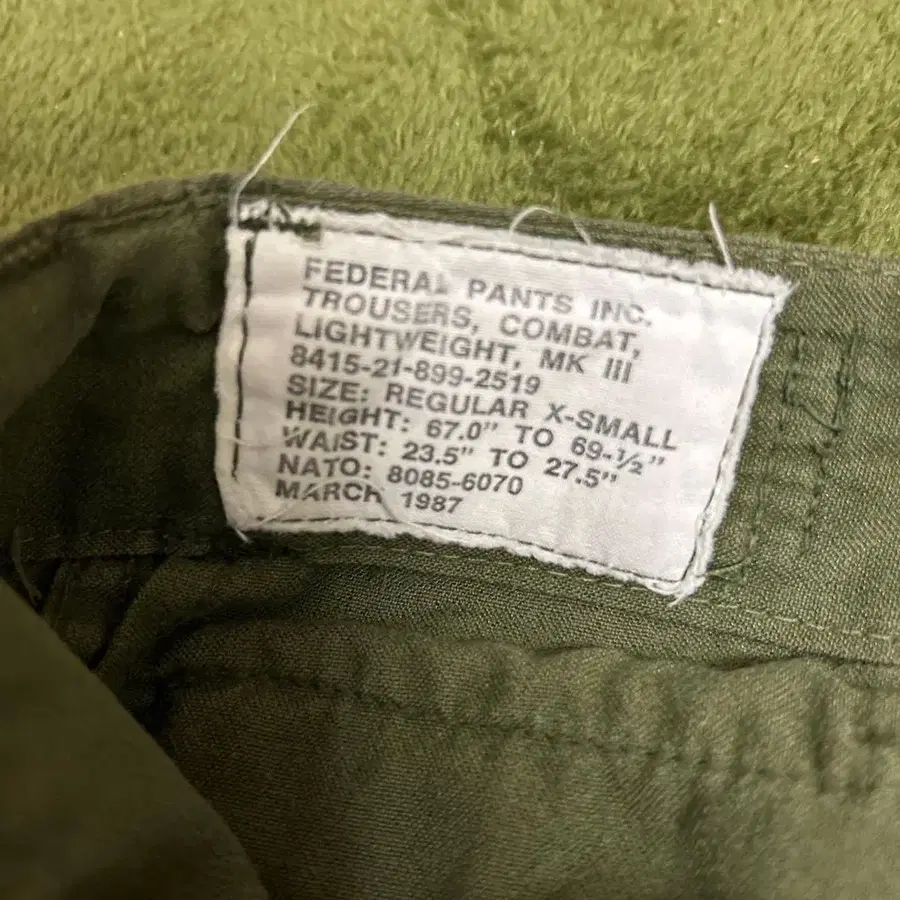 FEDERAL PANTS INC.
TROUSERS, COMBAT,
LIGHTWEIGHT, MK III
8415-21-899-2519
SIZE: REGULAR X-SMALL
HEIGHT: 67.0" TO 69-½"
WAIST: 23.5" TO 27.5"
NATO: 8085-6070
MARCH 1987